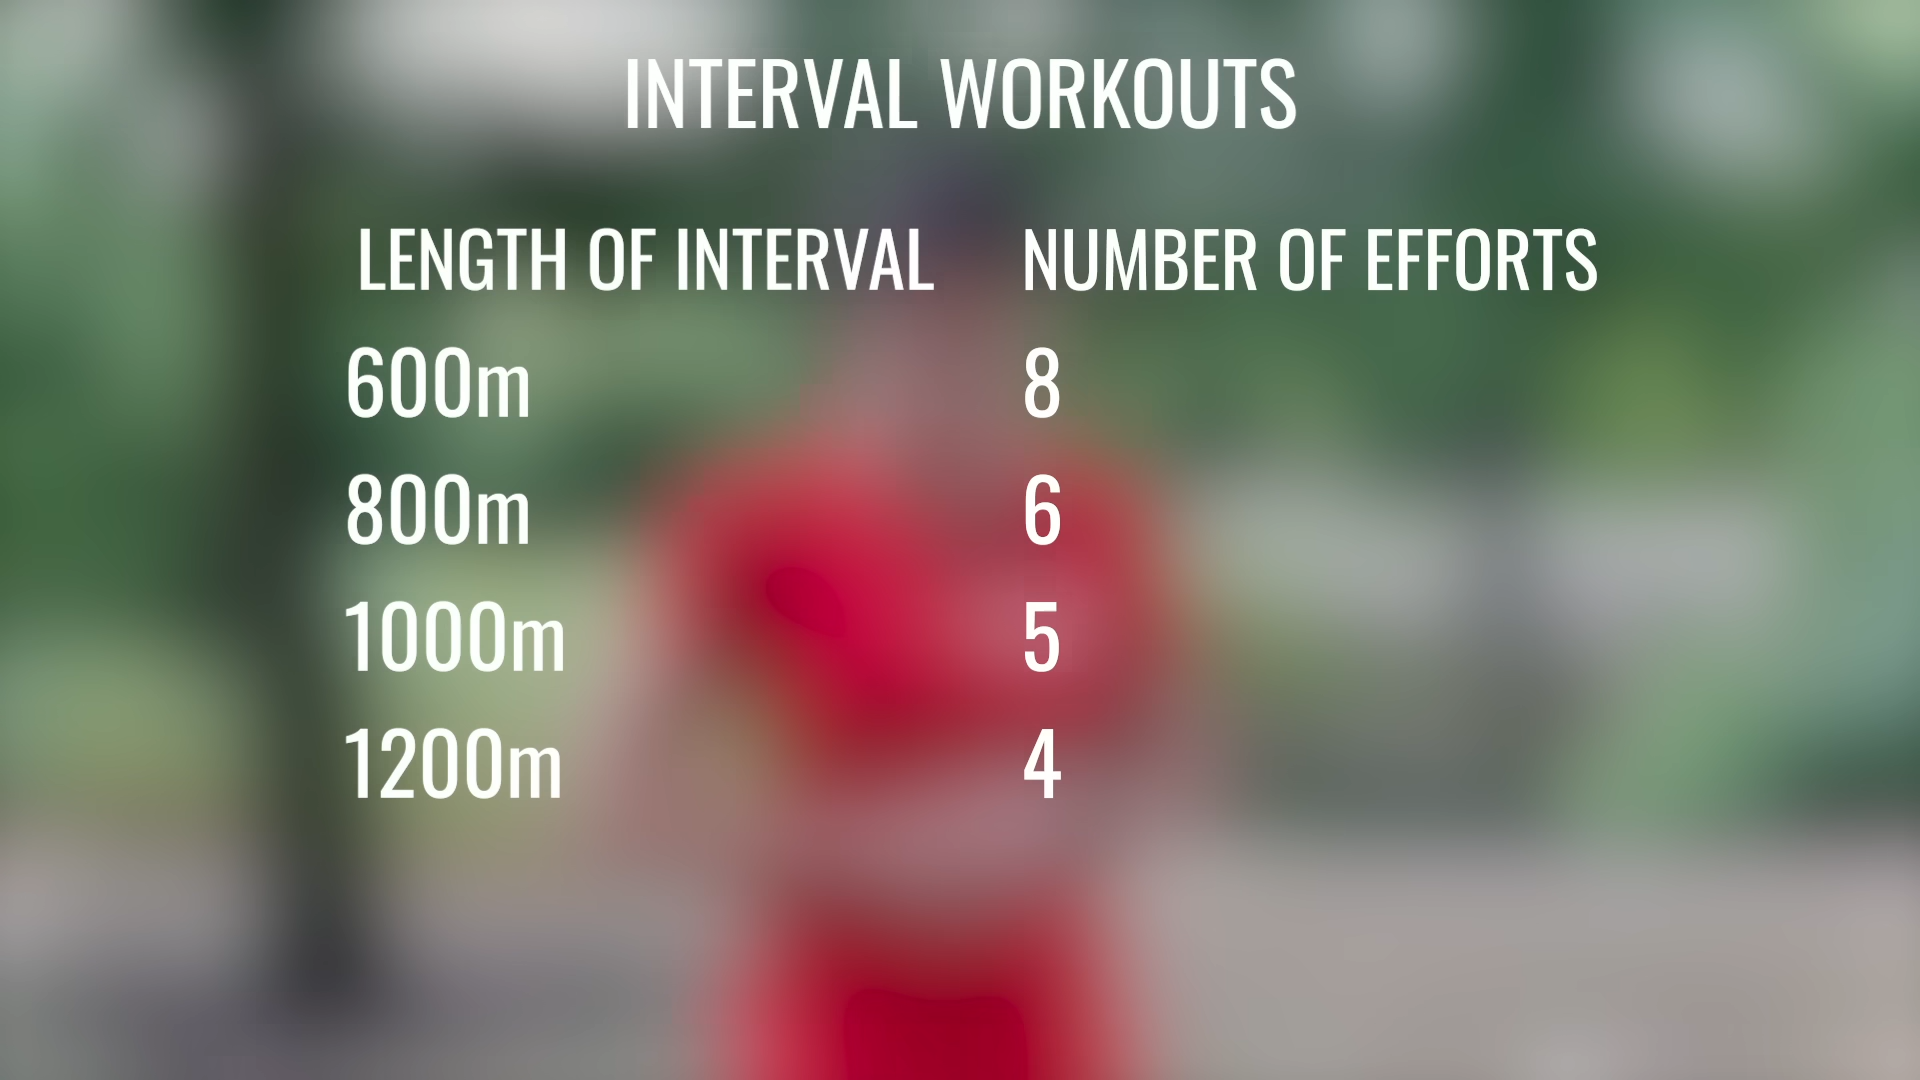 INTERVAL WORKOUTS
LENGTH OF INTERVAL NUMBER OF EFFORTS
600m 8
800m 6
1000m 5
1200m 4